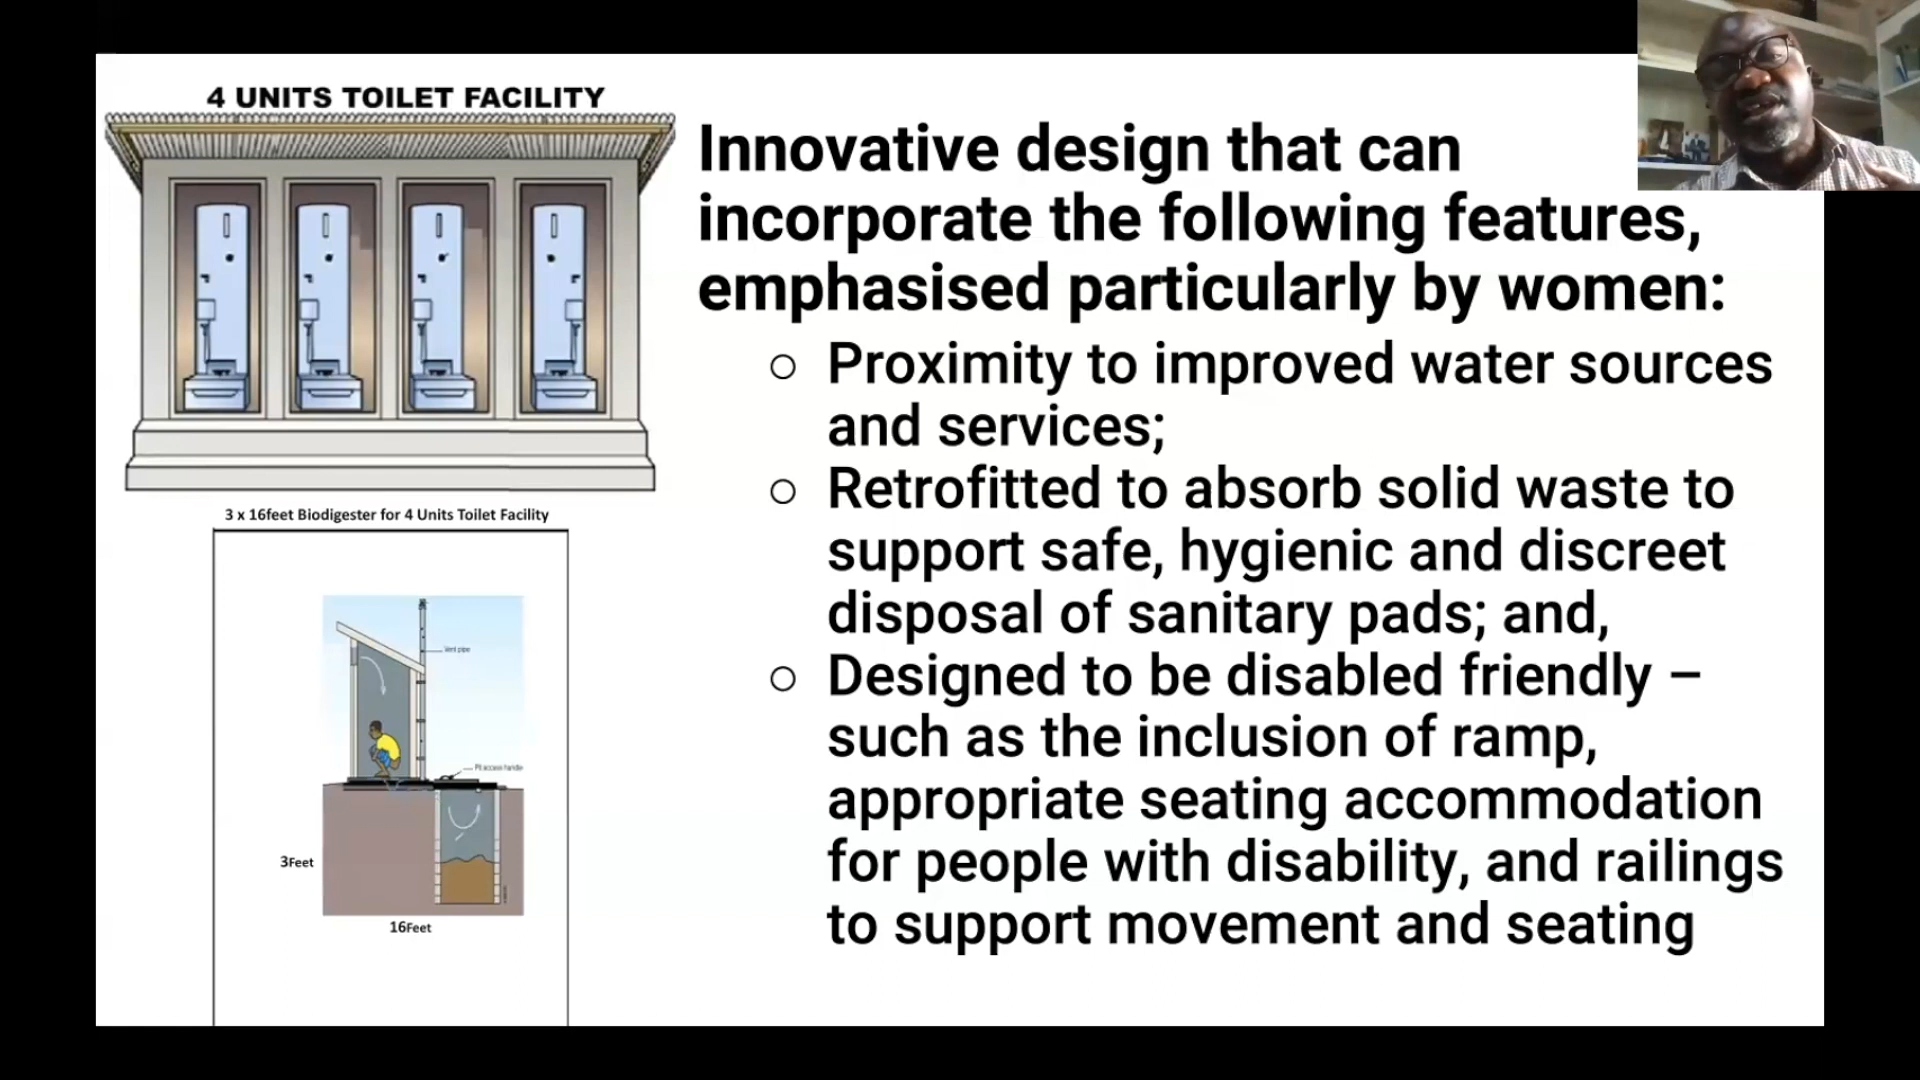 4 UNITS TOILET FACILITY
3 x 16feet Biodigester for 4 Units Toilet Facility
Vent pipe
Pit access handle
3Feet
16Feet
Innovative design that can
incorporate the following features,
emphasised particularly by women:
○ Proximity to improved water sources
and services;
○ Retrofitted to absorb solid waste to
support safe, hygienic and discreet
disposal of sanitary pads; and,
○ Designed to be disabled friendly –
such as the inclusion of ramp,
appropriate seating accommodation
for people with disability, and railings
to support movement and seating